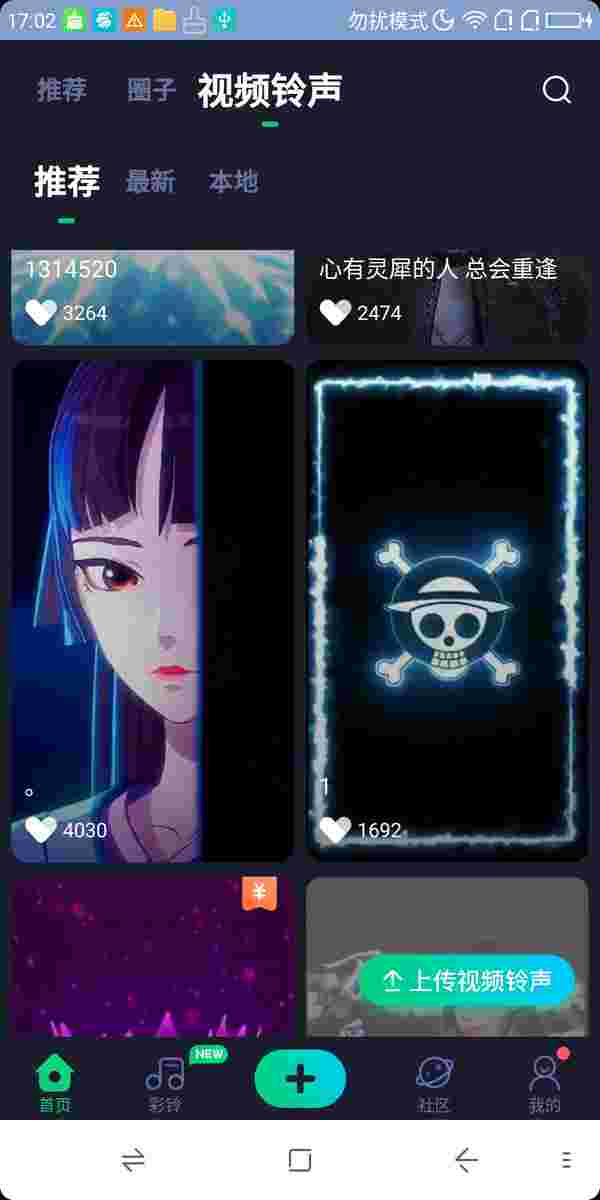 17:02 勿扰模式
推荐 圈子 视频铃声
推荐 最新 本地
1314520
3264
心有灵犀的人 总会重逢
2474
。
4030
1
1692
¥
上传视频铃声
NEW
首页 彩铃 社区 我的